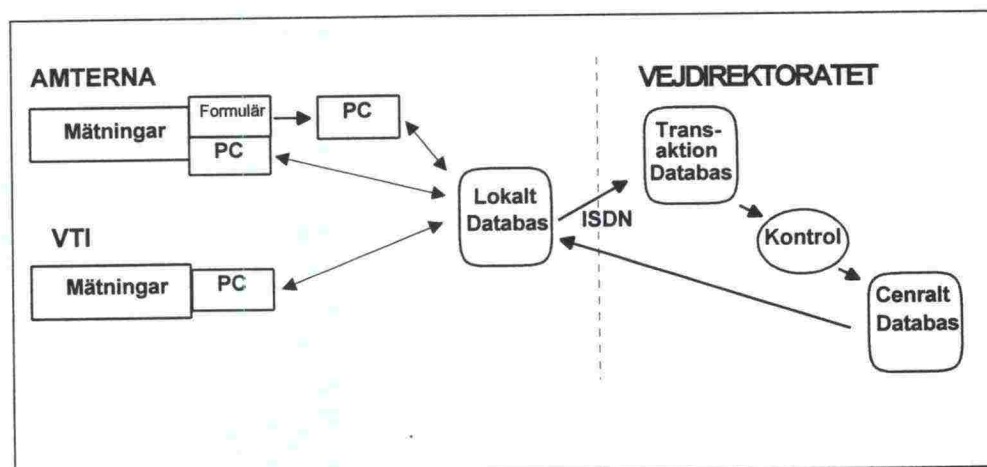 AMTERNA
Mätningar
Formulär
PC
PC
VTI
Mätningar
PC
Lokalt
Databas
ISDN
VEJDIREKTORATET
Trans-
aktion
Databas
Kontrol
Cenralt
Databas